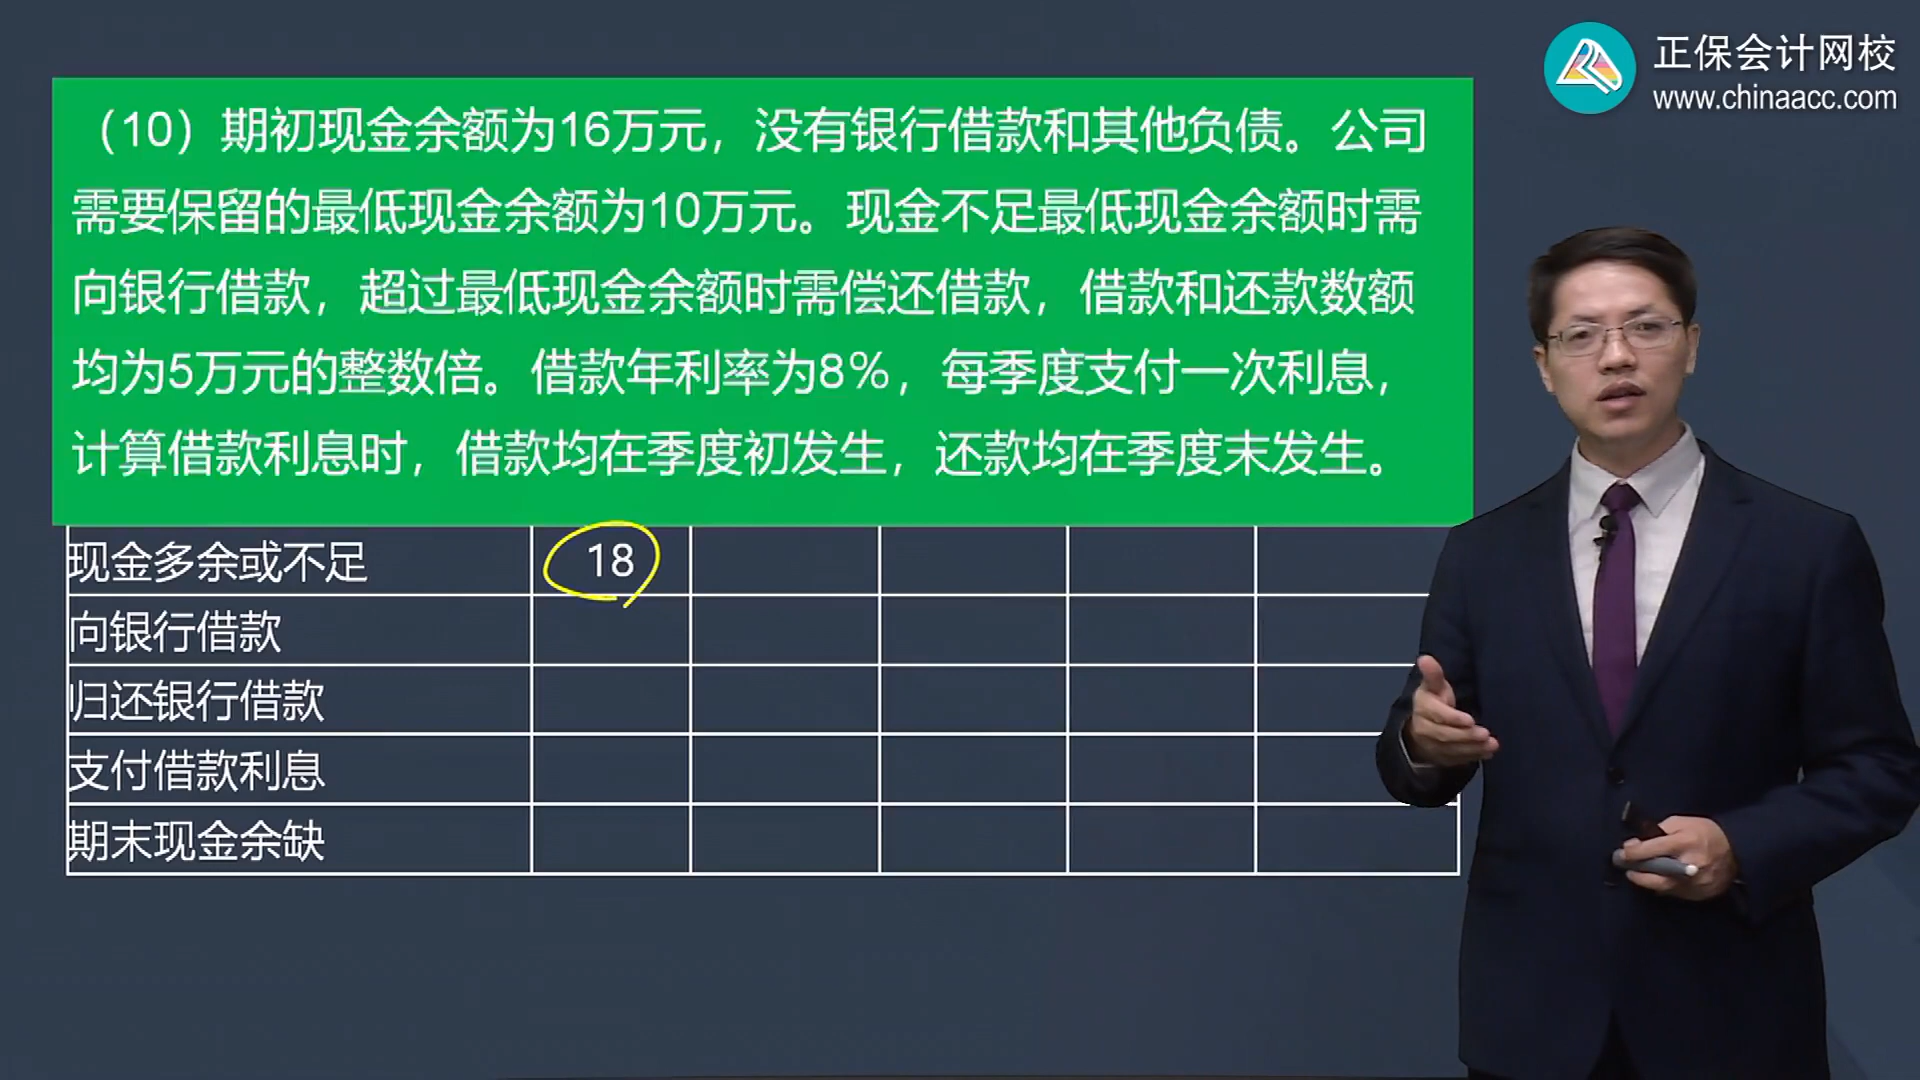 正保会计网校
www.chinaacc.com
（10）期初现金余额为16万元，没有银行借款和其他负债。公司
需要保留的最低现金余额为10万元。现金不足最低现金余额时需
向银行借款，超过最低现金余额时需偿还借款，借款和还款数额
均为5万元的整数倍。借款年利率为8%，每季度支付一次利息，
计算借款利息时，借款均在季度初发生，还款均在季度末发生。
现金多余或不足 18
向银行借款
归还银行借款
支付借款利息
期末现金余缺